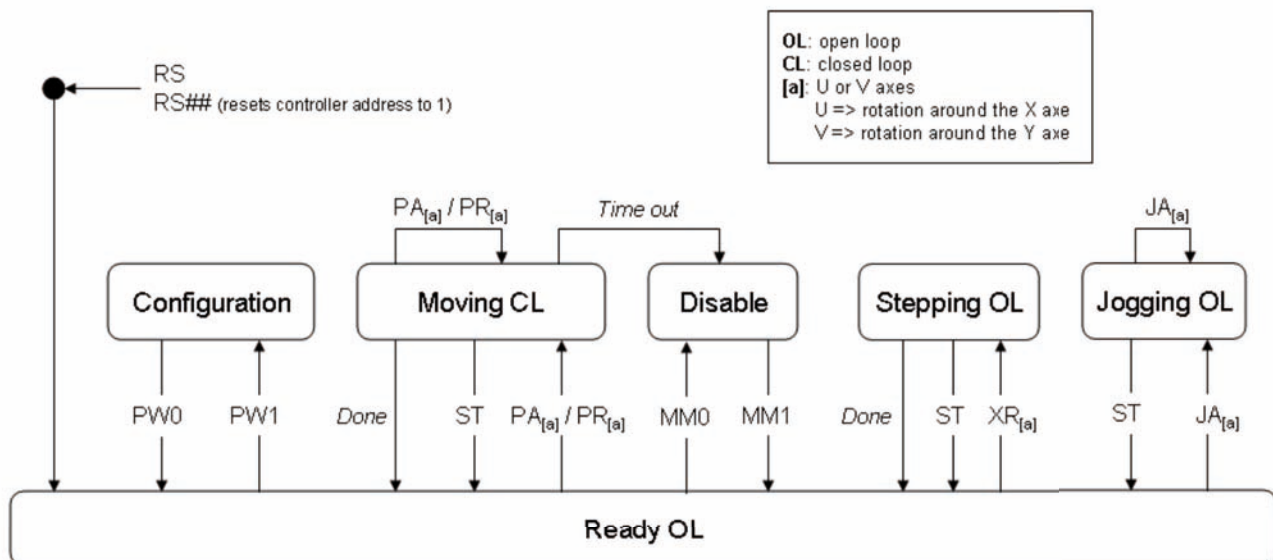 OL: open loop
CL: closed loop
[a]: U or V axes
U => rotation around the X axe
V => rotation around the Y axe
RS
RS## (resets controller address to 1)
PA[a] / PR[a]
Time out
JA[a]
Configuration
Moving CL
Disable
Stepping OL
Jogging OL
PW0
PW1
Done
ST
PA[a] / PR[a]
MM0
MM1
Done
ST
XR[a]
ST
JA[a]
Ready OL